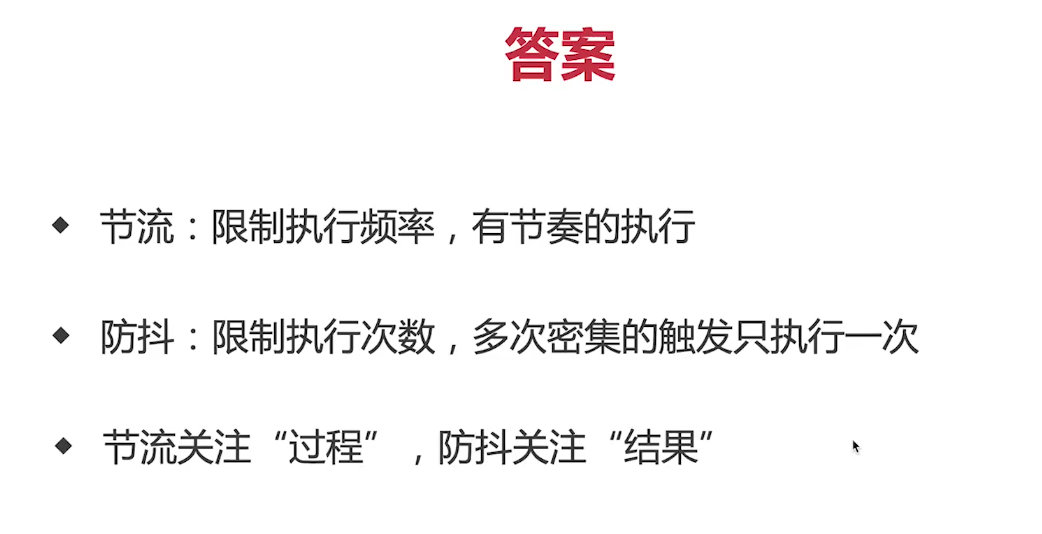 答案
节流：限制执行频率，有节奏的执行
防抖：限制执行次数，多次密集的触发只执行一次
节流关注“过程”，防抖关注“结果”